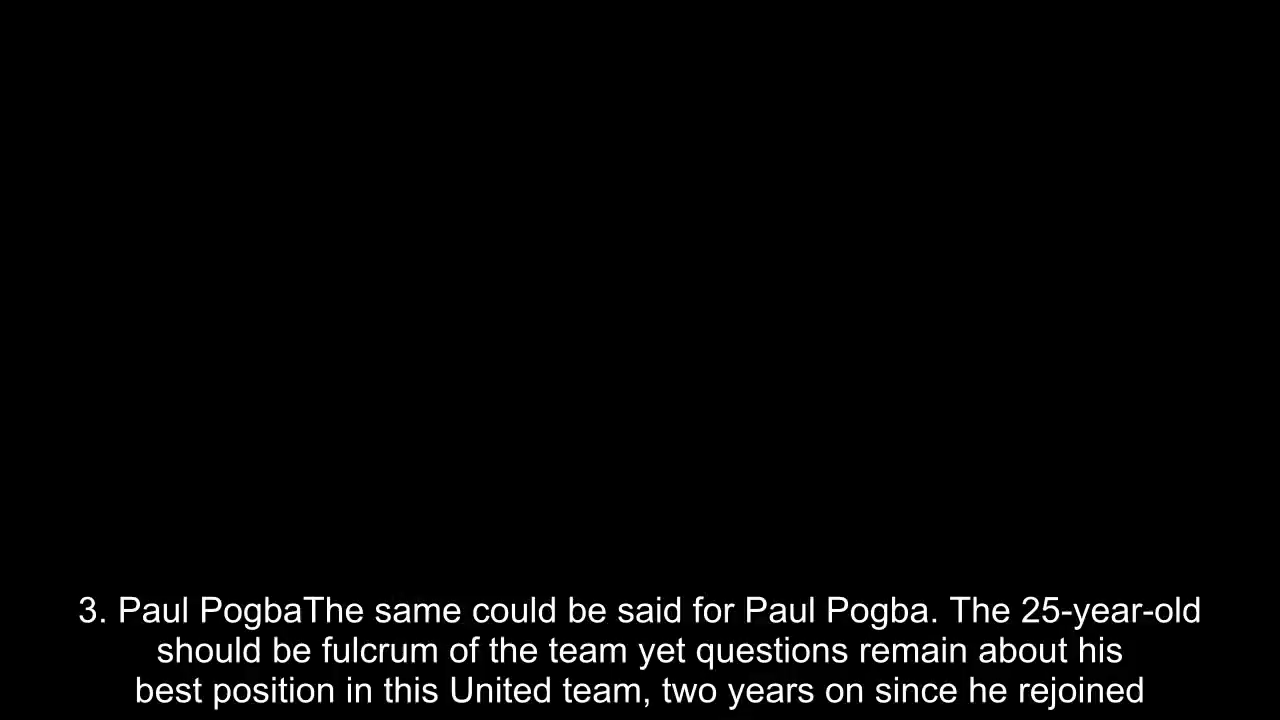 3. Paul PogbaThe same could be said for Paul Pogba. The 25-year-old
should be fulcrum of the team yet questions remain about his
best position in this United team, two years on since he rejoined